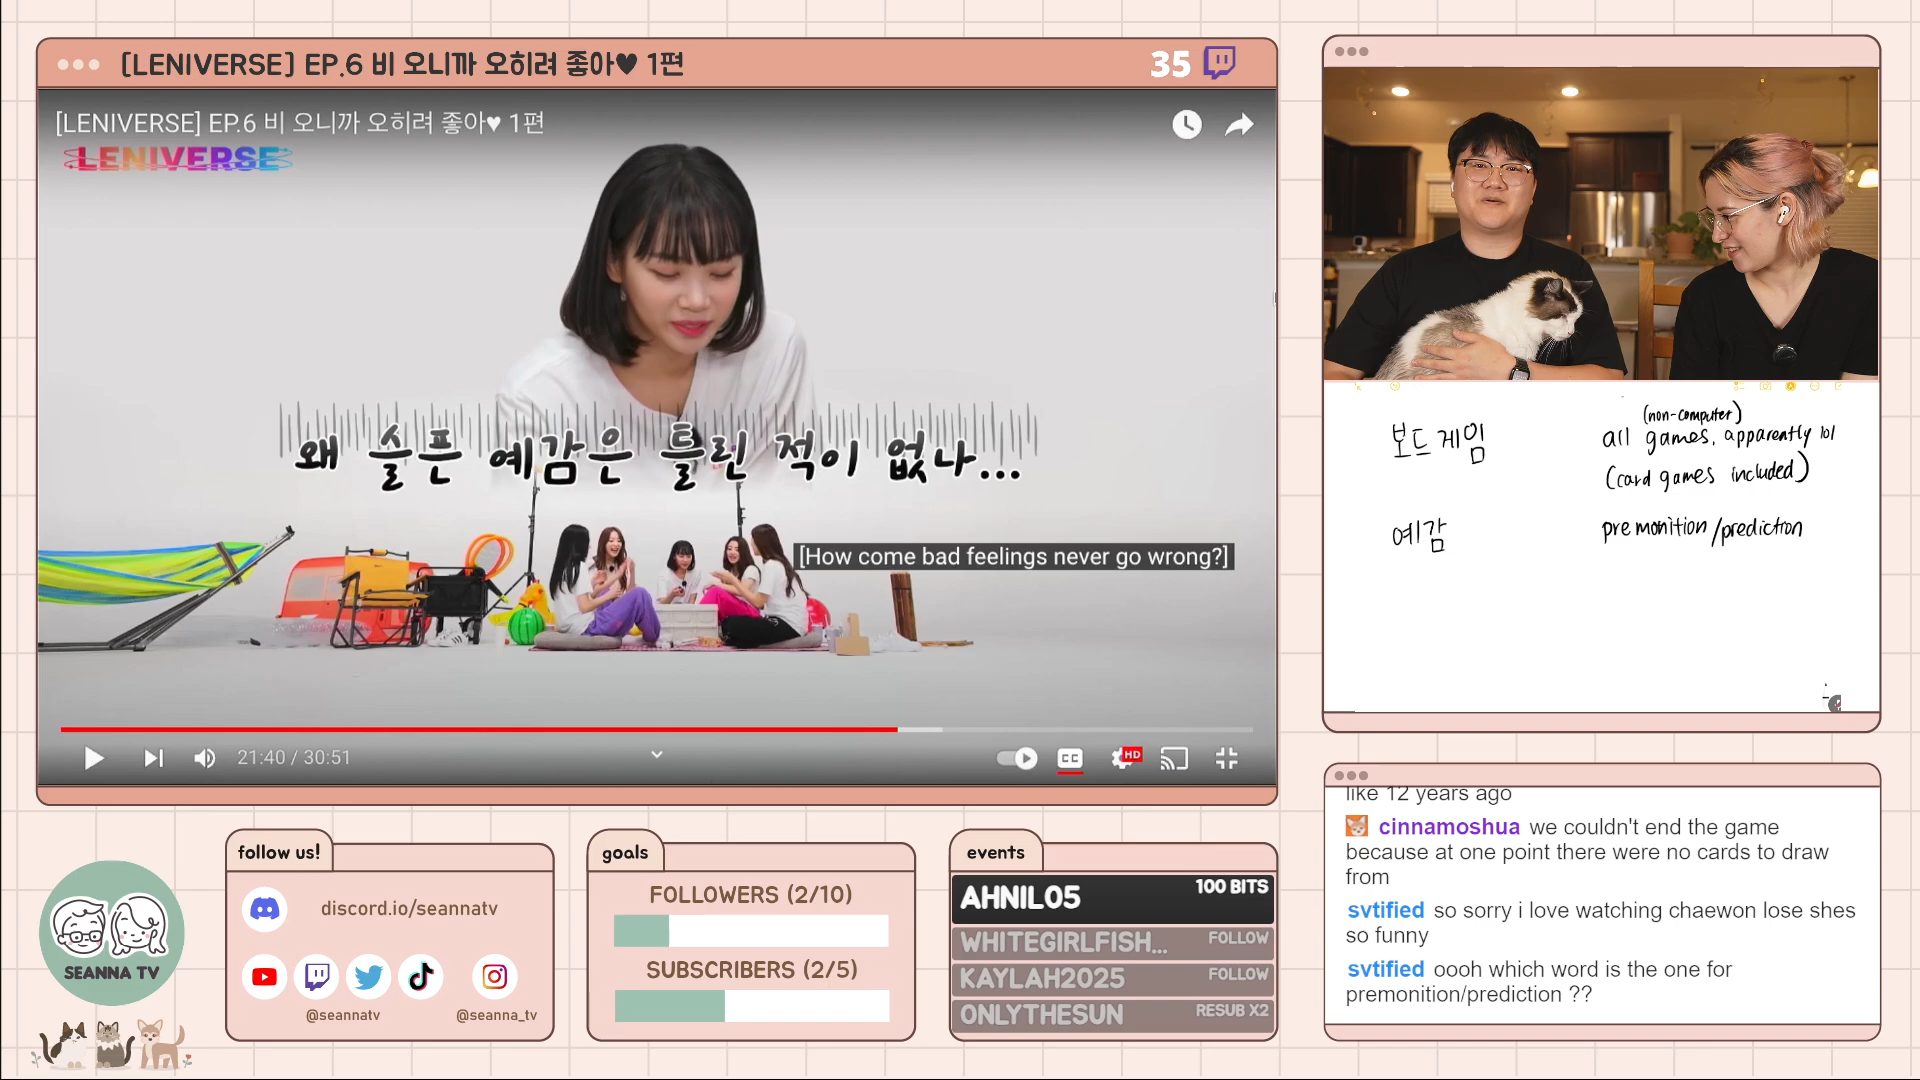 [LENIVERSE] EP.6 비 오니까 오히려 좋아♥ 1편
35
[LENIVERSE] EP.6 비 오니까 오히려 좋아♥ 1편
LENIVERSE
왜 슬픈 예감은 틀린 적이 없나...
[How come bad feelings never go wrong?]
21:40 / 30:51
CC
HD
(non-computer)
보드게임
all games, apparently lol
(card games included)
예감
premonition/prediction
like 12 years ago
cinnamoshua we couldn't end the game
because at one point there were no cards to draw
from
svtified so sorry i love watching chaewon lose shes
so funny
svtified oooh which word is the one for
premonition/prediction ??
SEANNA TV
follow us!
discord.io/seannatv
@seannatv
@seanna_tv
goals
FOLLOWERS (2/10)
SUBSCRIBERS (2/5)
events
AHNIL05 100 BITS
WHITEGIRLFISH... FOLLOW
KAYLAH2025 FOLLOW
ONLYTHESUN RESUB X2